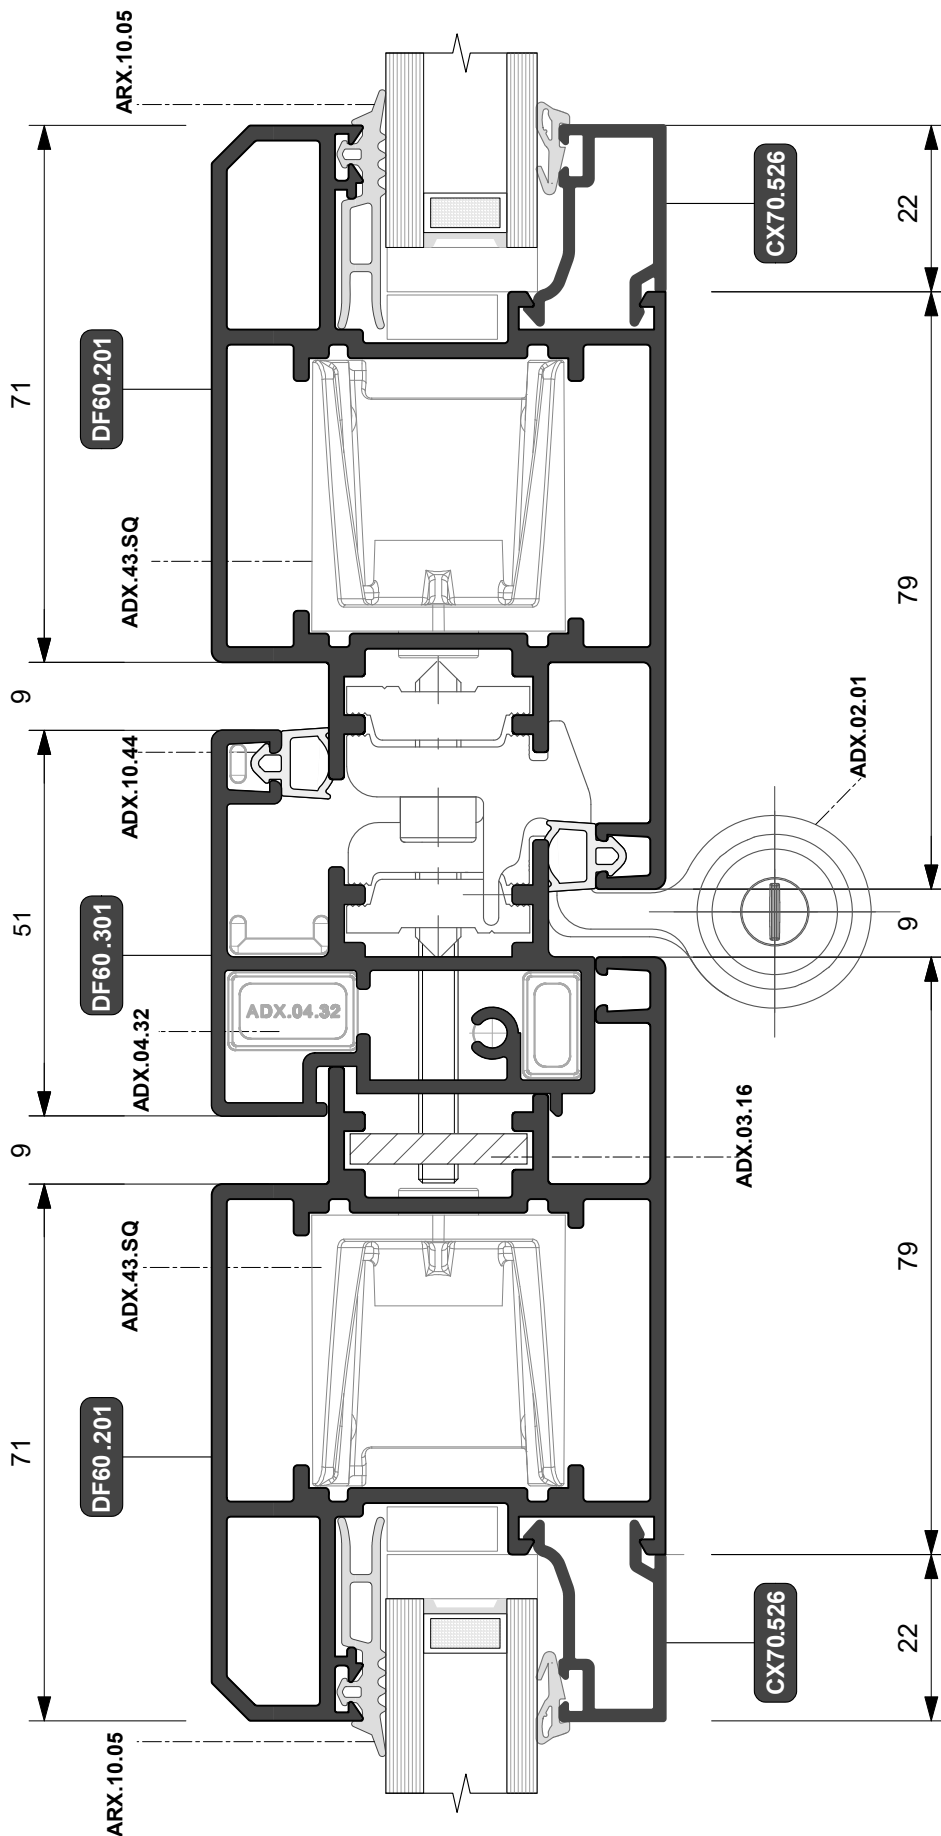 ARX.10.05
CX70.526
22
71
DF60.201
ADX.43.SQ
79
9
ADX.10.44
ADX.02.01
51
DF60.301
9
ADX.04.32
ADX.04.32
ADX.03.16
9
ADX.43.SQ
79
71
DF60.201
CX70.526
22
ARX.10.05